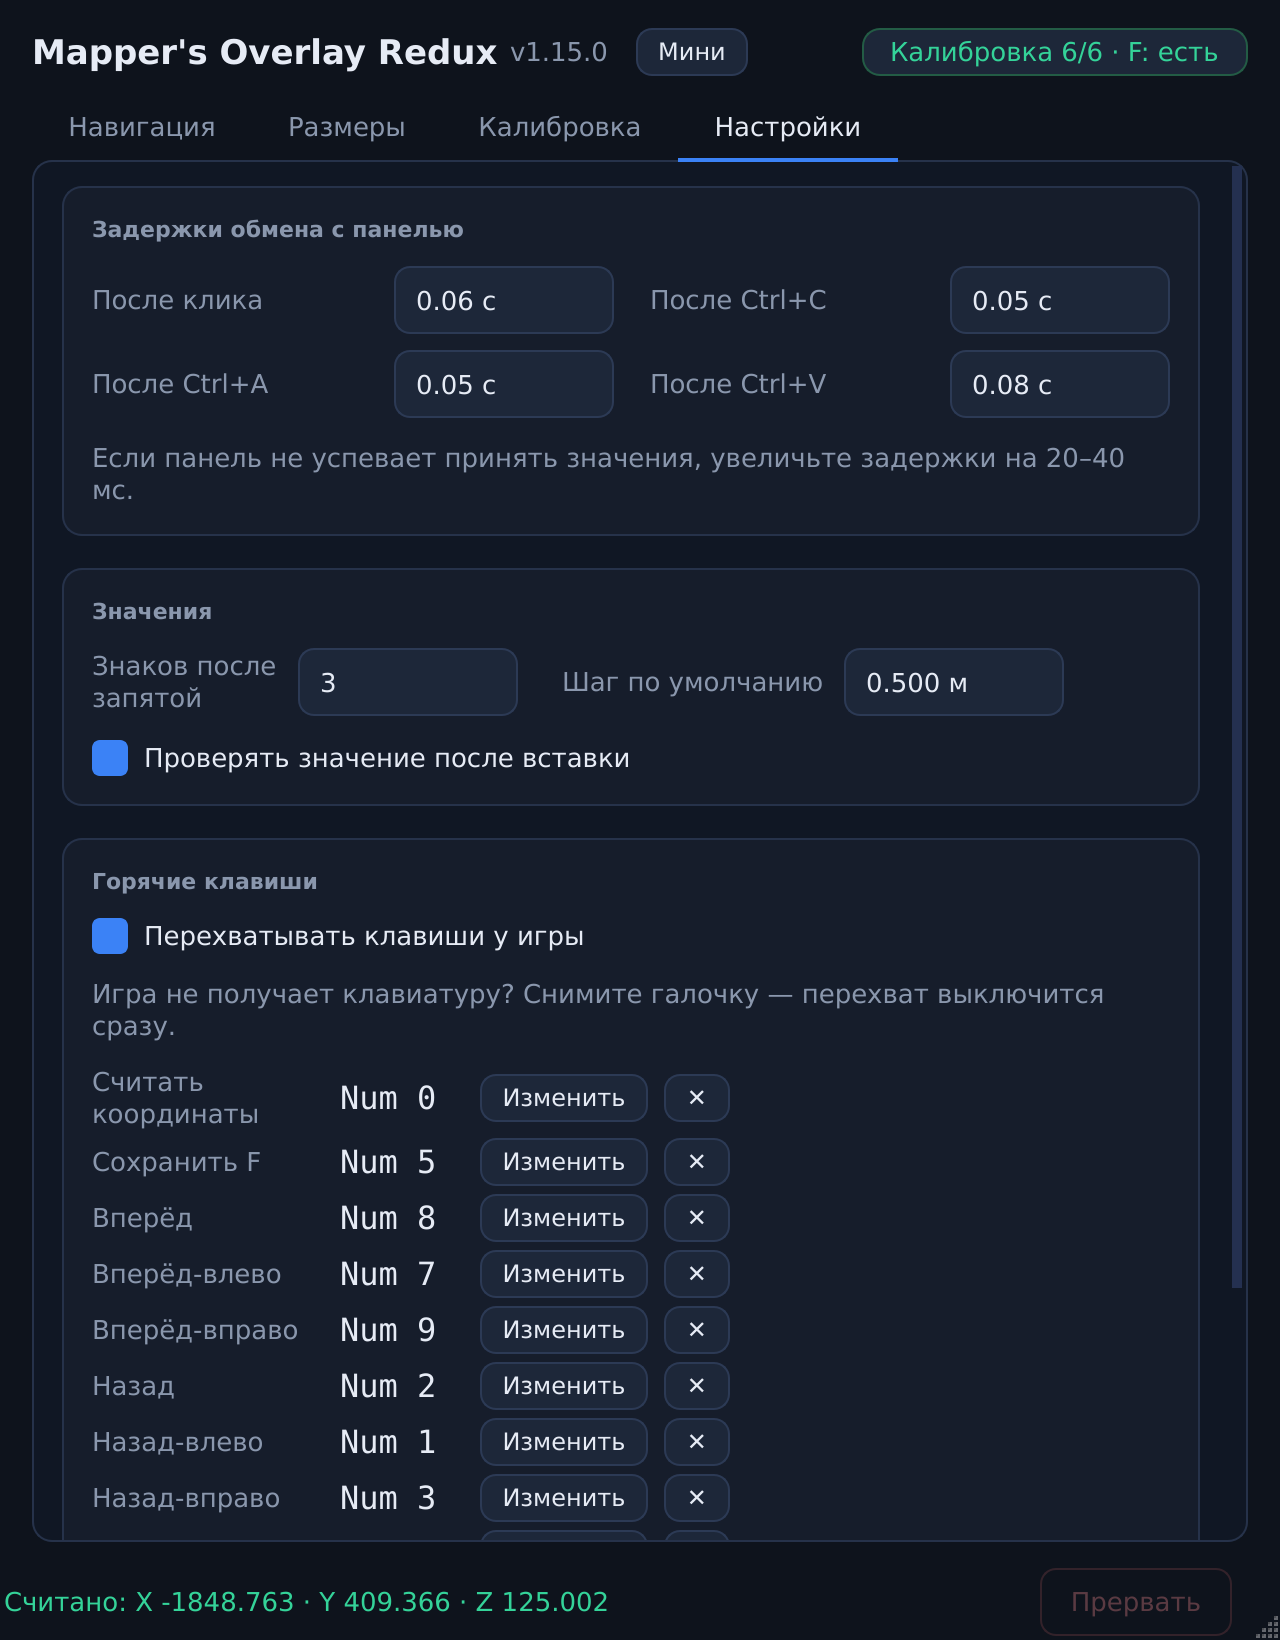 Mapper's Overlay Redux v1.15.0 Мини Калибровка 6/6 · F: есть
Навигация Размеры Калибровка Настройки
Задержки обмена с панелью
После клика 0.06 с После Ctrl+C 0.05 с
После Ctrl+A 0.05 с После Ctrl+V 0.08 с
Если панель не успевает принять значения, увеличьте задержки на 20–40
мс.
Значения
Знаков после
запятой
3 Шаг по умолчанию 0.500 м
Проверять значение после вставки
Горячие клавиши
Перехватывать клавиши у игры
Игра не получает клавиатуру? Снимите галочку — перехват выключится
сразу.
Считать
координаты
Num 0 Изменить ✕
Сохранить F Num 5 Изменить ✕
Вперёд Num 8 Изменить ✕
Вперёд-влево Num 7 Изменить ✕
Вперёд-вправо Num 9 Изменить ✕
Назад Num 2 Изменить ✕
Назад-влево Num 1 Изменить ✕
Назад-вправо Num 3 Изменить ✕
Считано: X -1848.763 · Y 409.366 · Z 125.002 Прервать